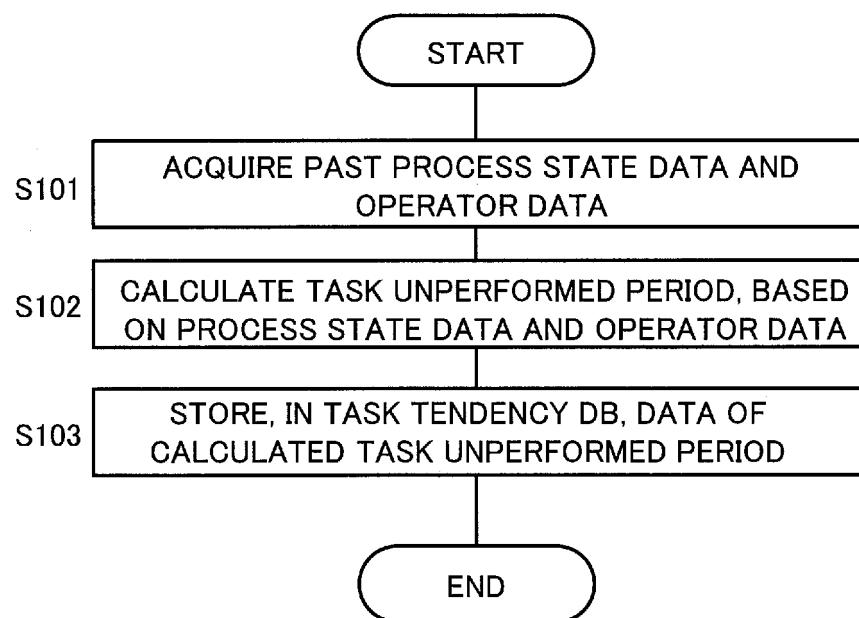 START
S101
ACQUIRE PAST PROCESS STATE DATA AND
OPERATOR DATA
S102
CALCULATE TASK UNPERFORMED PERIOD, BASED
ON PROCESS STATE DATA AND OPERATOR DATA
S103
STORE, IN TASK TENDENCY DB, DATA OF
CALCULATED TASK UNPERFORMED PERIOD
END